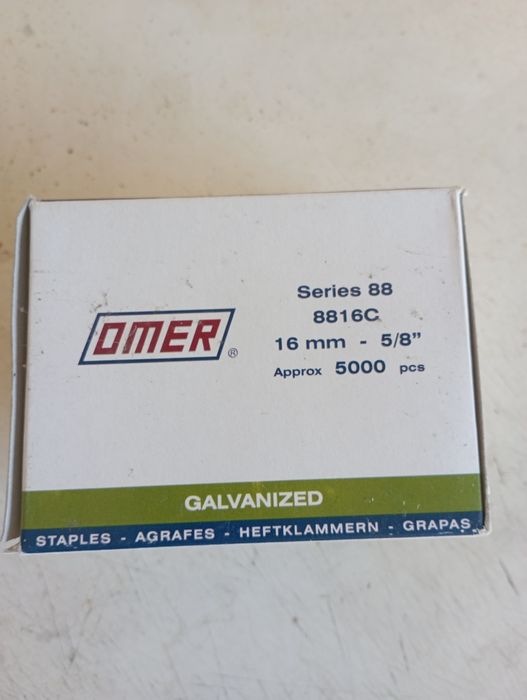 OMER ®
Series 88
8816C
16 mm - 5/8”
Approx 5000 pcs
GALVANIZED
STAPLES - AGRAFES - HEFTKLAMMERN - GRAPAS